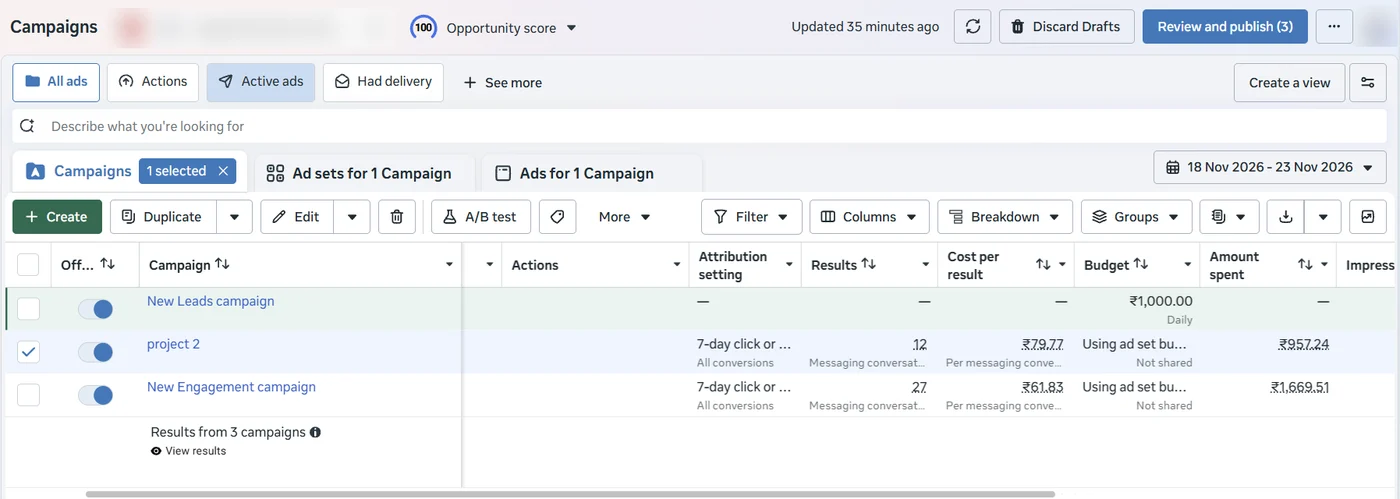 Campaigns
100 Opportunity score
Updated 35 minutes ago
Discard Drafts
Review and publish (3)
All ads
Actions
Active ads
Had delivery
+ See more
Create a view
Describe what you're looking for
Campaigns 1 selected
Ad sets for 1 Campaign
Ads for 1 Campaign
18 Nov 2026 - 23 Nov 2026
+ Create
Duplicate
Edit
A/B test
More
Filter
Columns
Breakdown
Groups
Off...
Campaign
Actions
Attribution
setting
Results
Cost per
result
Budget
Amount
spent
Impress
New Leads campaign
—
—
—
₹1,000.00
Daily
—
project 2
7-day click or ...
All conversions
12
Messaging conversat...
₹79.77
Per messaging conve...
Using ad set bu...
Not shared
₹957.24
New Engagement campaign
7-day click or ...
All conversions
27
Messaging conversat...
₹61.83
Per messaging conve...
Using ad set bu...
Not shared
₹1,669.51
Results from 3 campaigns
View results